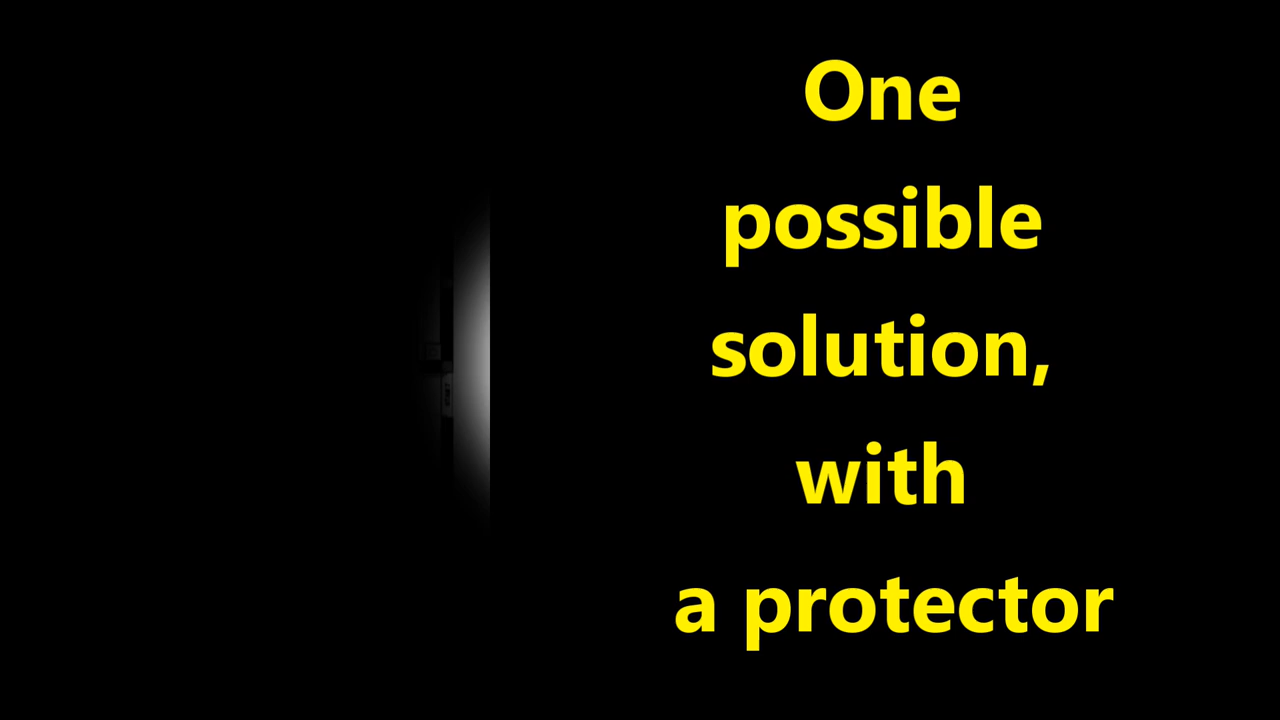 One
possible
solution,
with
a protector